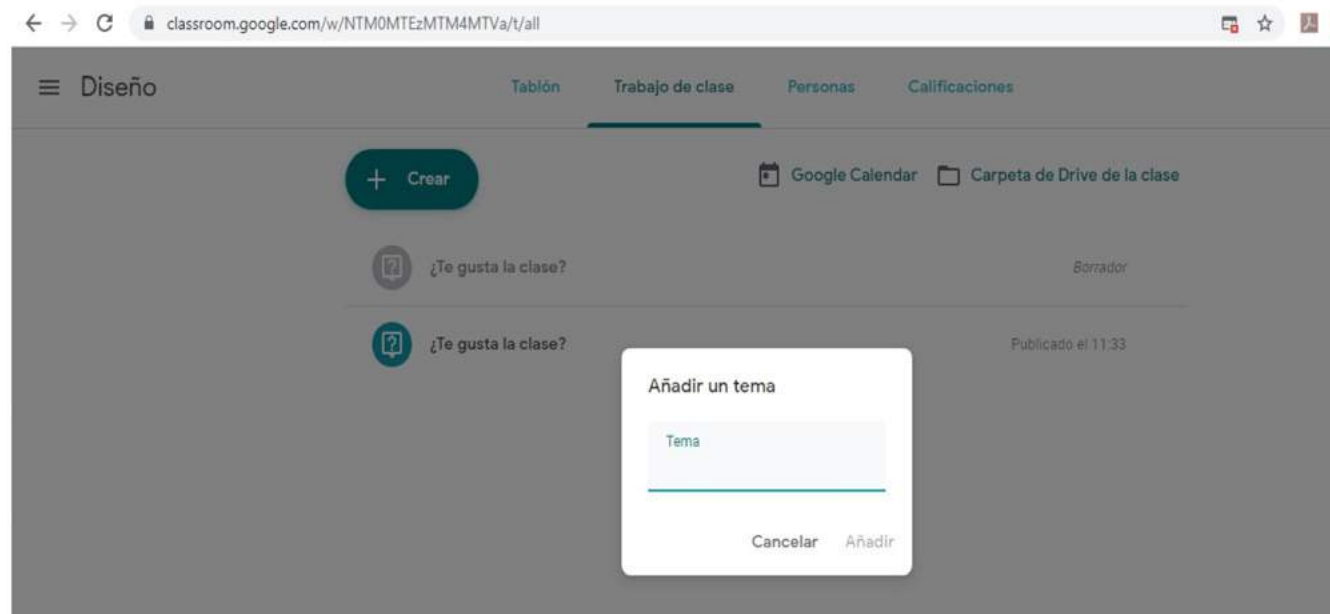 classroom.google.com/w/NTM0MTEzMTM4MTVa/t/all
Diseño Tablón Trabajo de clase Personas Calificaciones
+ Crear Google Calendar Carpeta de Drive de la clase
¿Te gusta la clase? Borrador
¿Te gusta la clase? Publicado el 11:33
Añadir un tema
Tema
Cancelar Añadir